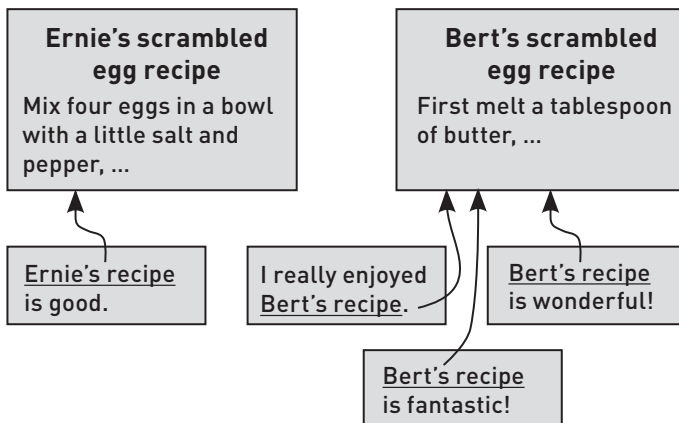 Ernie's scrambled
egg recipe
Mix four eggs in a bowl
with a little salt and
pepper, ...
Bert's scrambled
egg recipe
First melt a tablespoon
of butter, ...
Ernie's recipe
is good.
I really enjoyed
Bert's recipe.
Bert's recipe
is wonderful!
Bert's recipe
is fantastic!